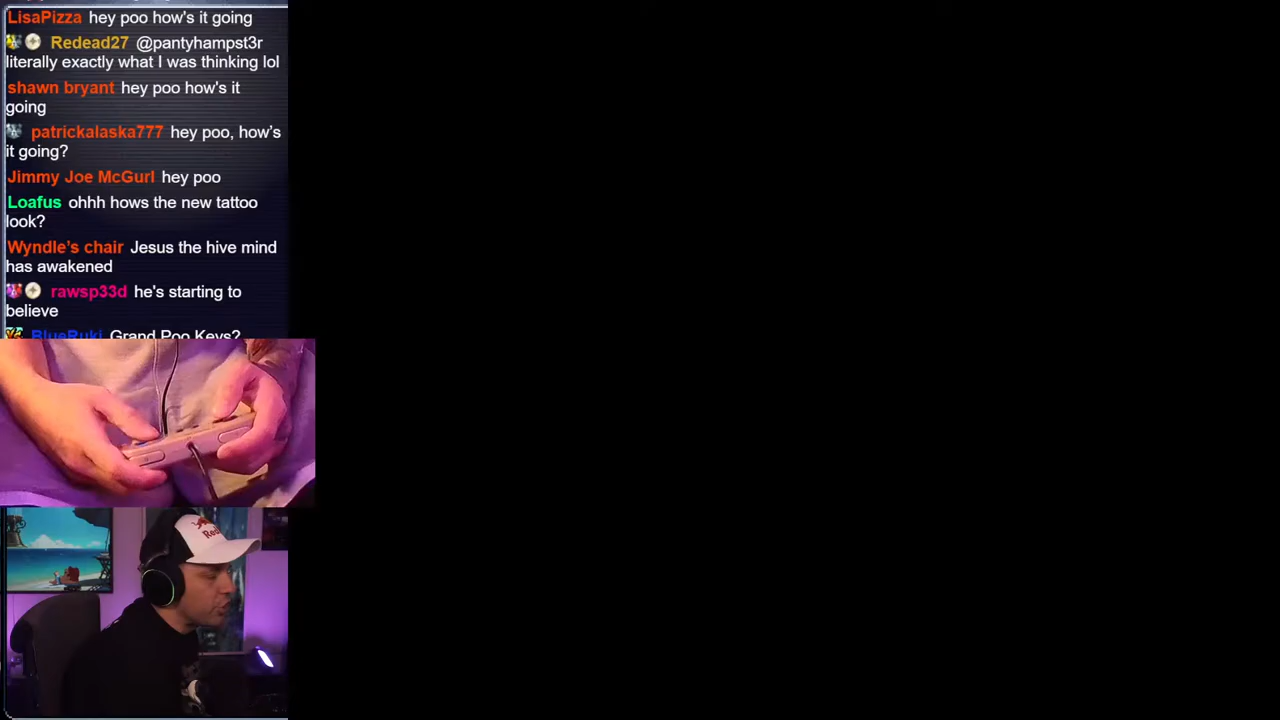 LisaPizza hey poo how's it going
Redead27 @pantyhampst3r
literally exactly what I was thinking lol
shawn bryant hey poo how's it
going
patrickalaska777 hey poo, how's
it going?
Jimmy Joe McGurl hey poo
Loafus ohhh hows the new tattoo
look?
Wyndle's chair Jesus the hive mind
has awakened
rawsp33d he's starting to
believe
BlueRuki Grand Poo Keys?
Red